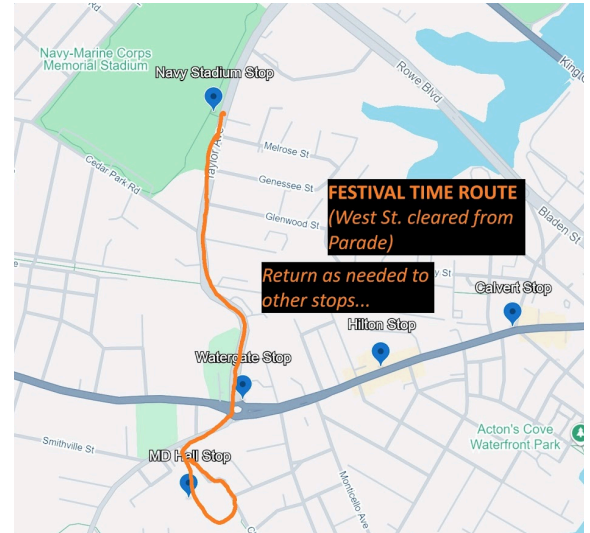 Cedar Park Rd
Navy-Marine Corps
Memorial Stadium
Navy Stadium Stop
Rowe Blvd
Taylor Ave
Melrose St
Genessee St
Glenwood St
FESTIVAL TIME ROUTE
(West St. cleared from
Parade)
Bladen St
Return as needed to
other stops...
Calvert Stop
Hilton Stop
Watergate Stop
Smithville St
MD Hall Stop
Monticello Ave
Acton's Cove
Waterfront Park